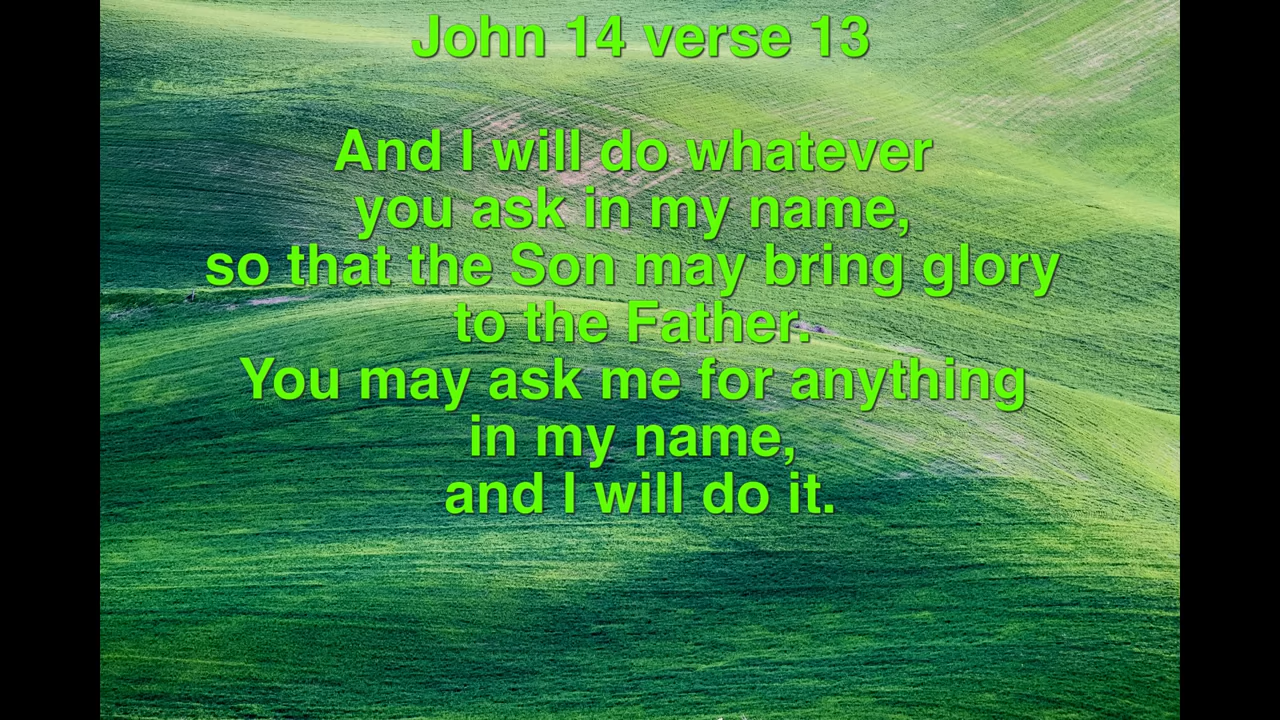 John 14 verse 13
And I will do whatever
you ask in my name,
so that the Son may bring glory
to the Father.
You may ask me for anything
in my name,
and I will do it.